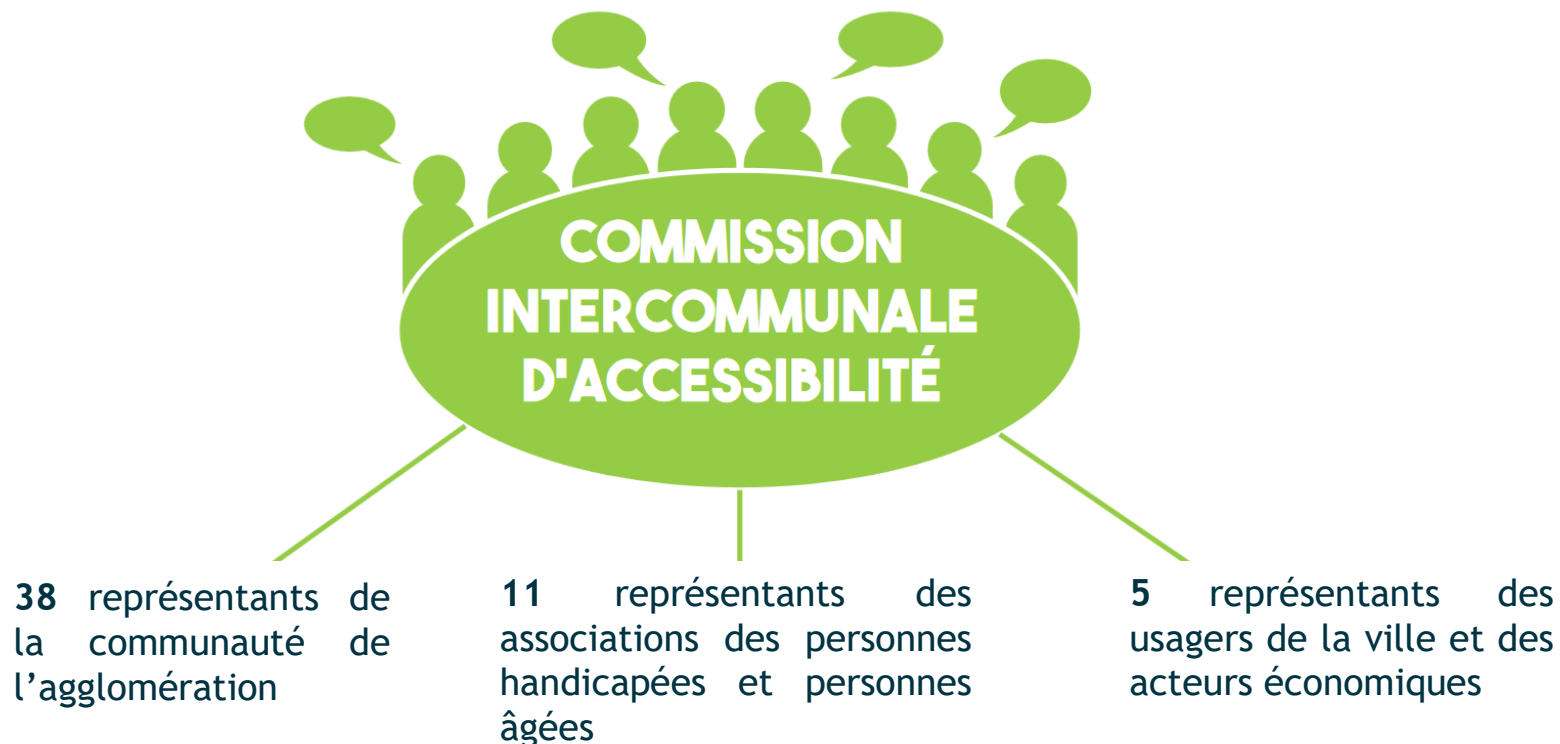 COMMISSION
INTERCOMMUNALE
D'ACCESSIBILITÉ
38 représentants de
la communauté de
l’agglomération
11 représentants des
associations des personnes
handicapées et personnes
âgées
5 représentants des
usagers de la ville et des
acteurs économiques